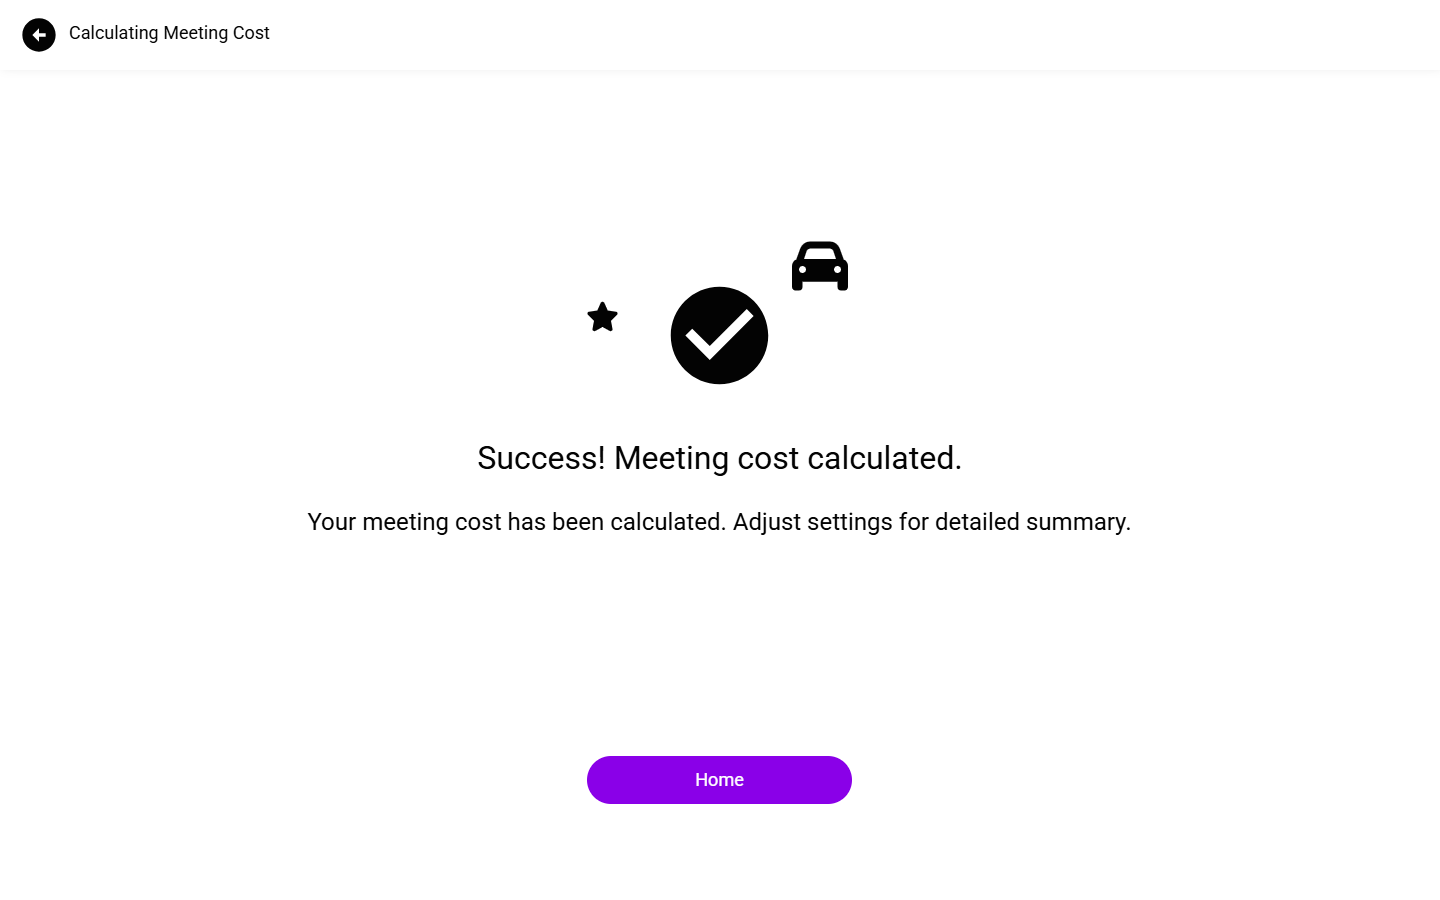 Calculating Meeting Cost
Success! Meeting cost calculated.
Your meeting cost has been calculated. Adjust settings for detailed summary.
Home